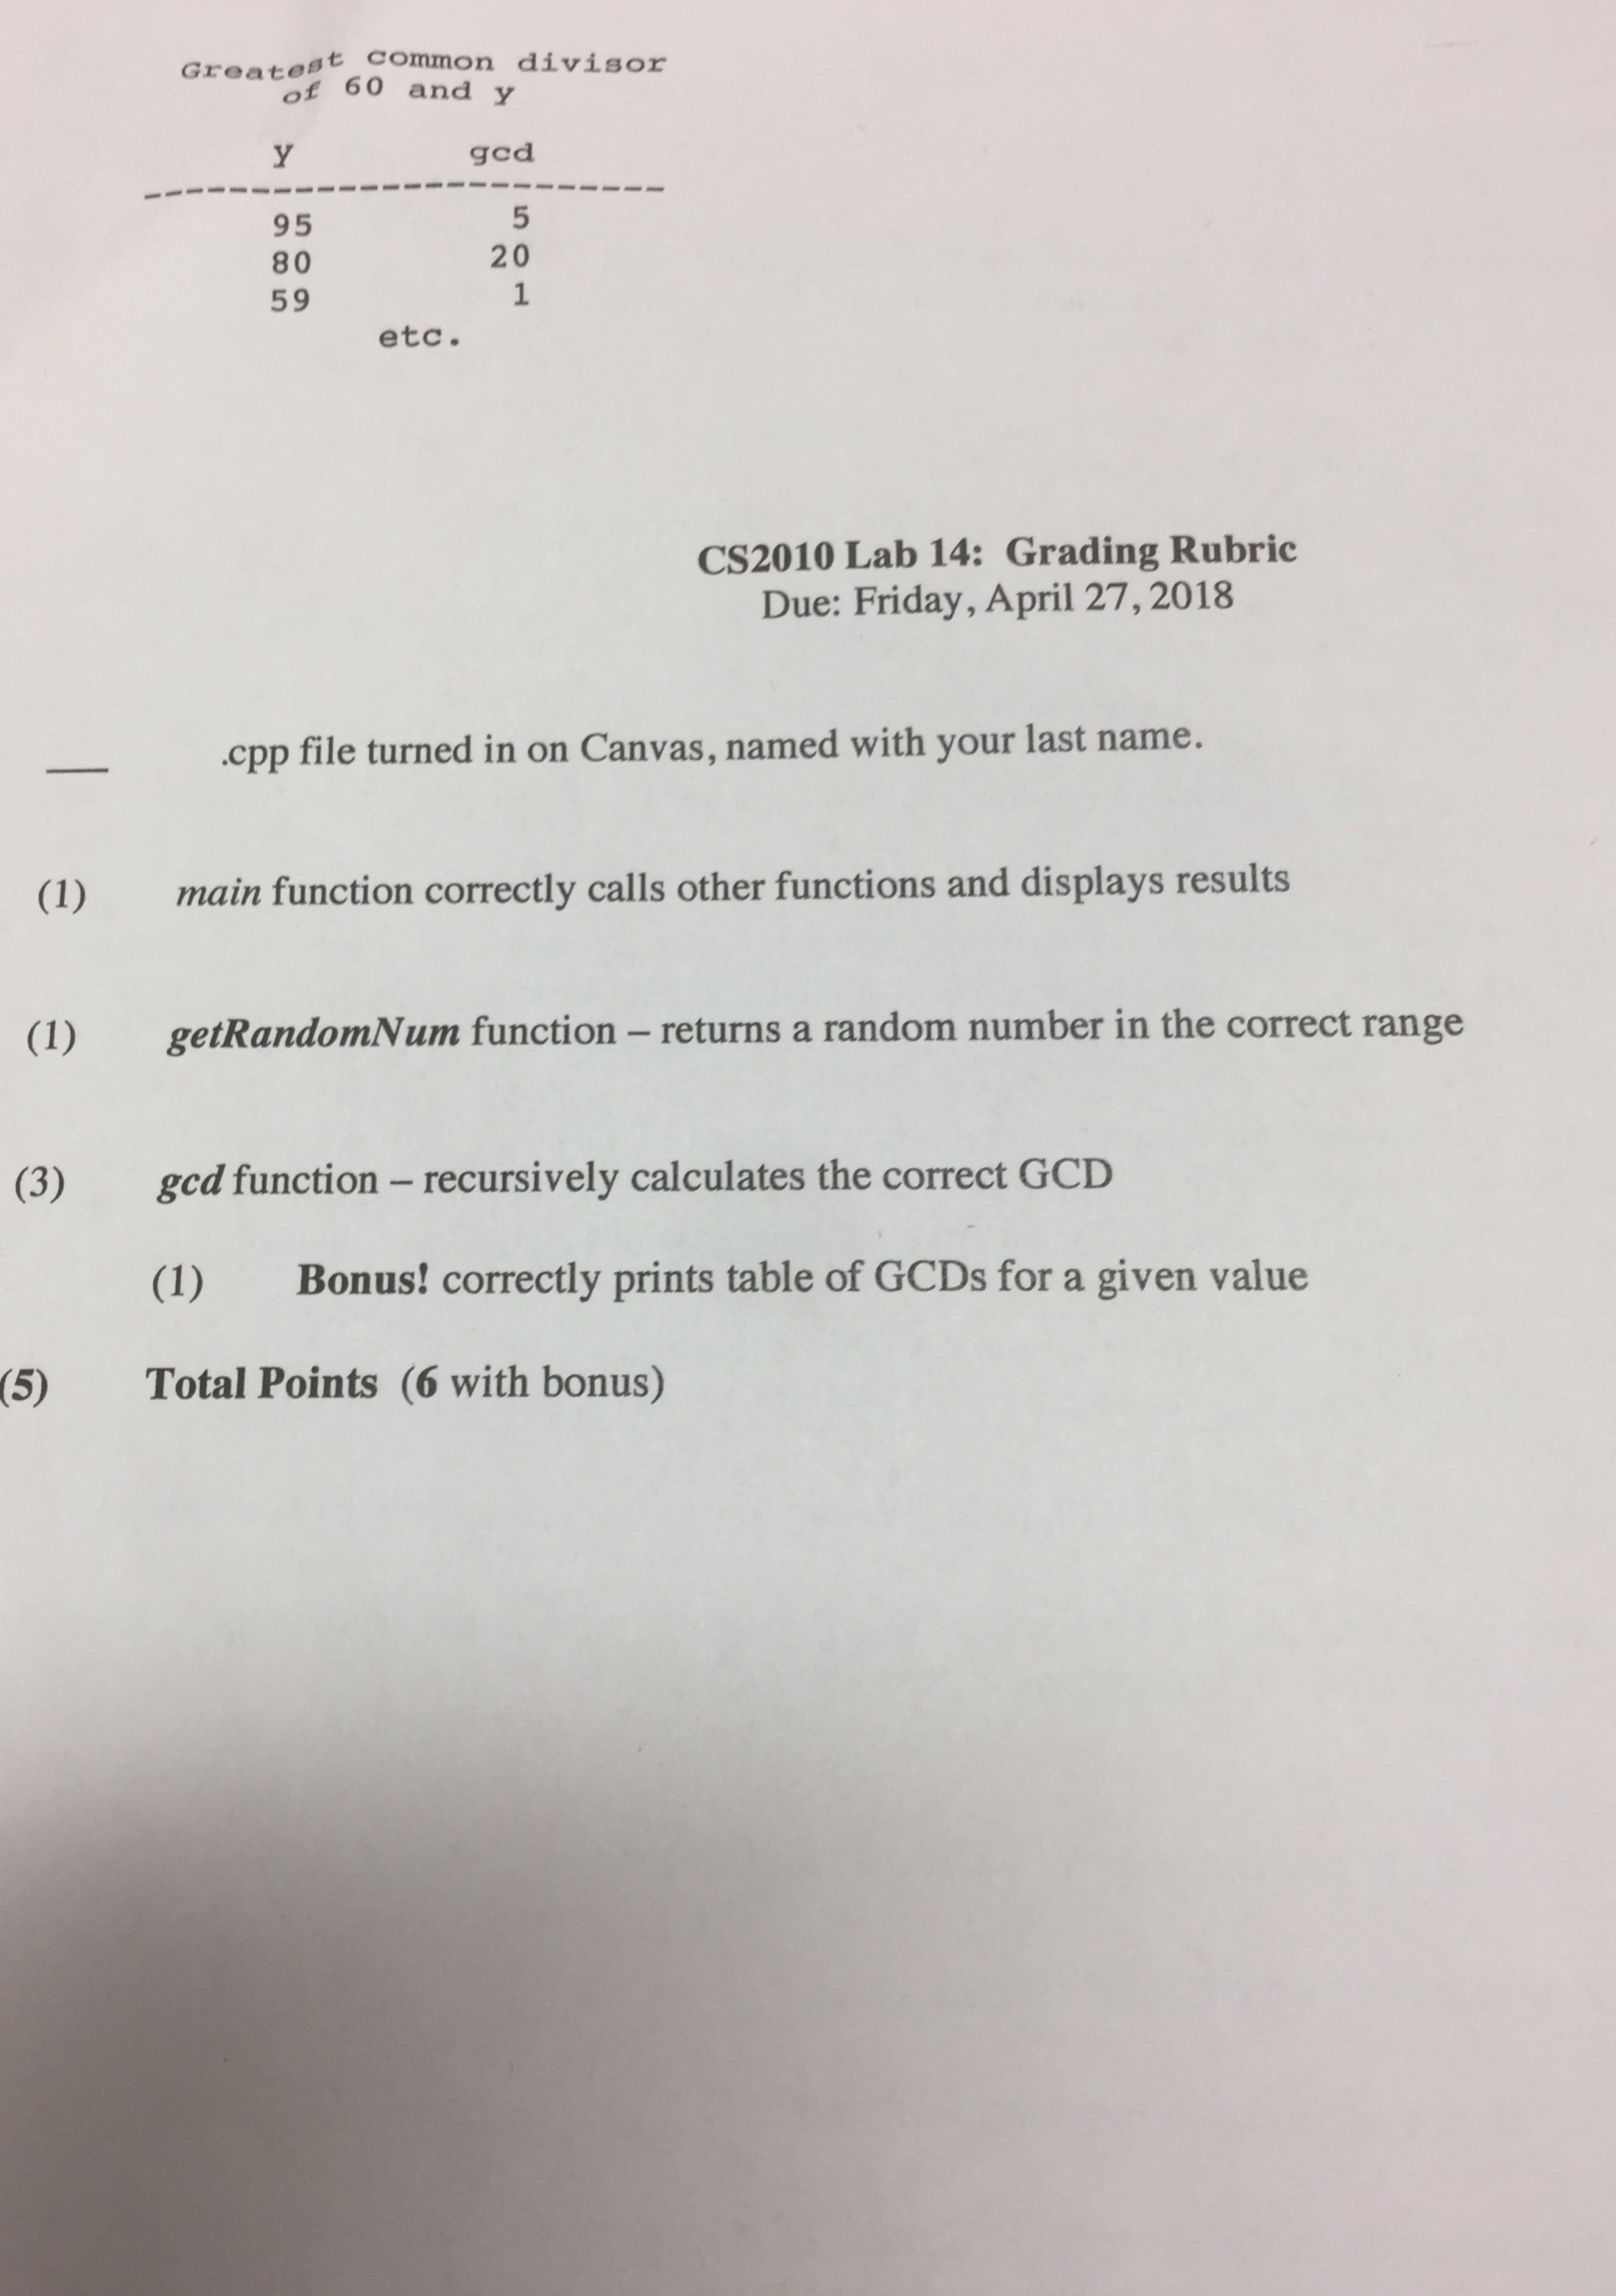 Greatest common divisor
of 60 and y
y gcd
-------------------------
95 5
80 20
59 1
etc.
CS2010 Lab 14: Grading Rubric
Due: Friday, April 27, 2018
___ .cpp file turned in on Canvas, named with your last name.
(1) main function correctly calls other functions and displays results
(1) getRandomNum function – returns a random number in the correct range
(3) gcd function – recursively calculates the correct GCD
(1) Bonus! correctly prints table of GCDs for a given value
(5) Total Points (6 with bonus)